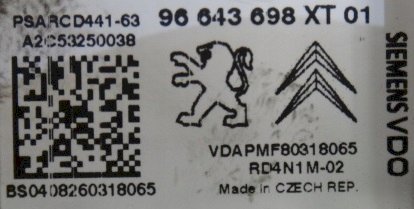 PSARCD441-63 96 643 698 XT 01
A2C53250038
SIEMENS VDO
VDAPMF80318065
RD4N1M-02
BS0408260318065
Made in CZECH REP.